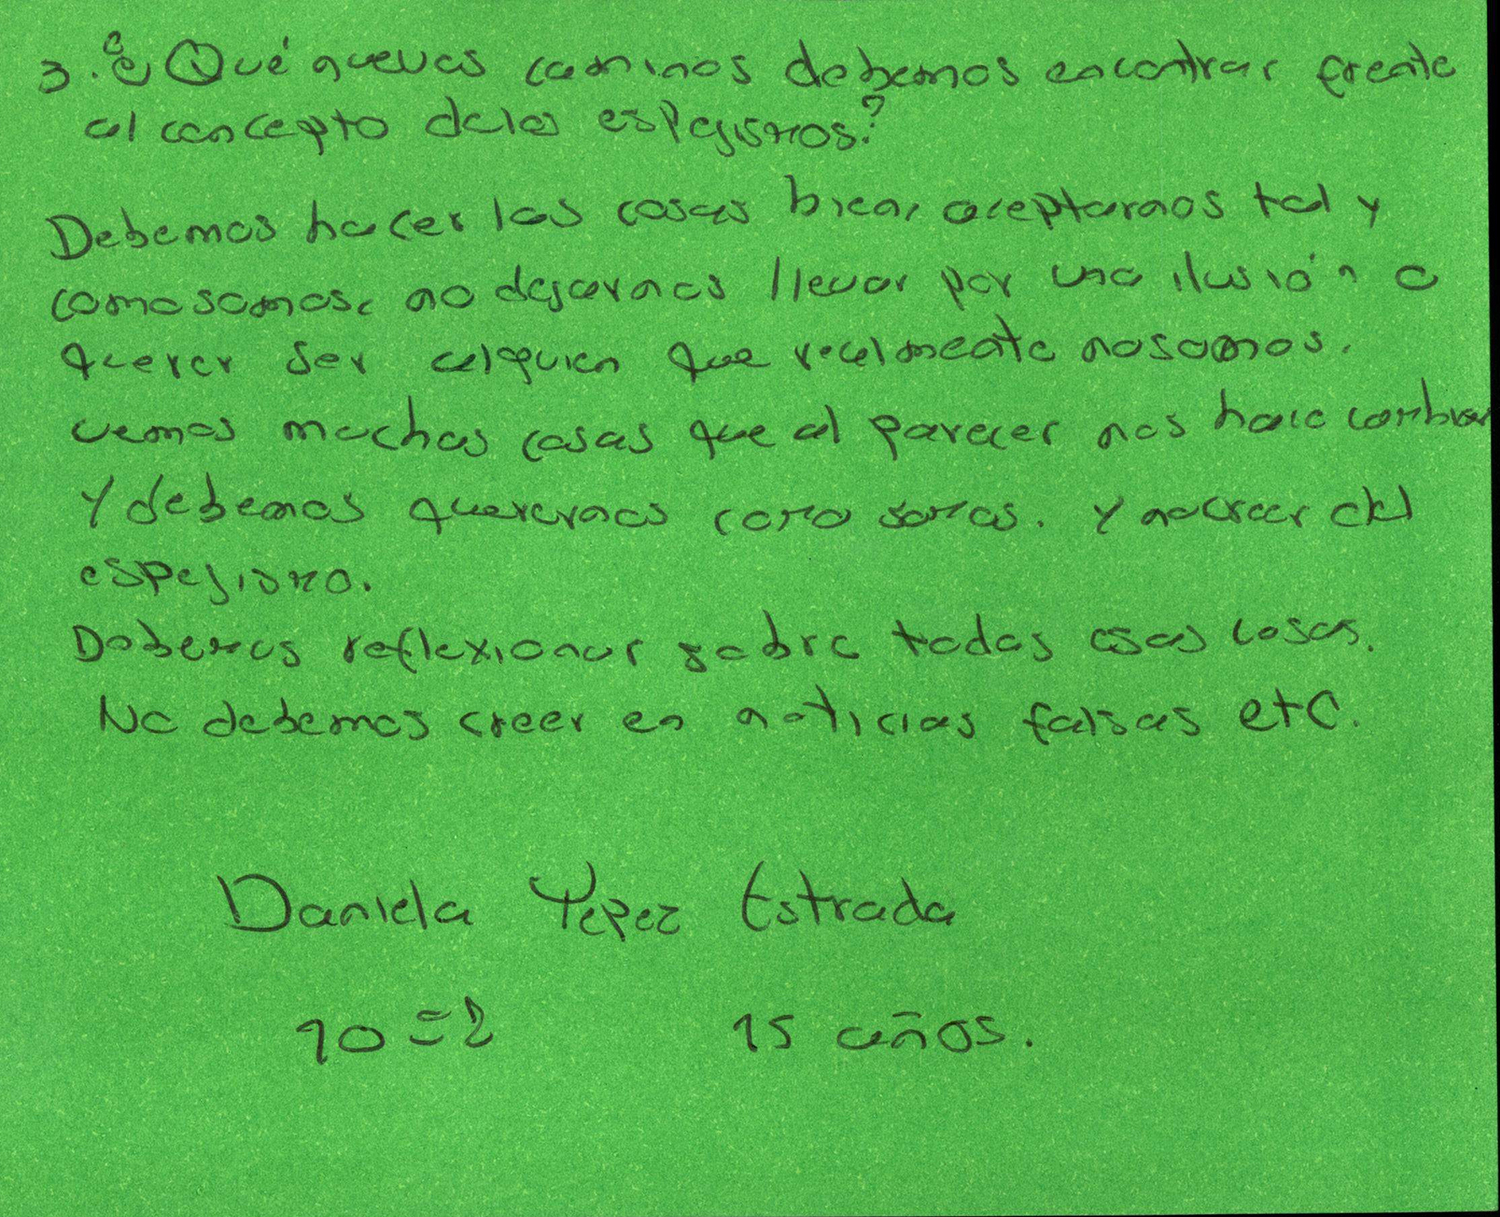 3. ¿Qué nuevos caminos debemos encontrar frente
al concepto de los espejismos?
Debemos hacer las cosas bien, aceptarnos tal y
como somos, no dejarnos llevar por una ilusión o
querer ser alguien que realmente no somos.
vemos muchas cosas que al parecer nos hace cambiar
Y debemos querernos como somos. Y no creer del
espejismo.
Debemos reflexionar sobre todas esas cosas.
No debemos creer en noticias falsas etc.
Daniela Yepez Estrada
10=2 15 años.